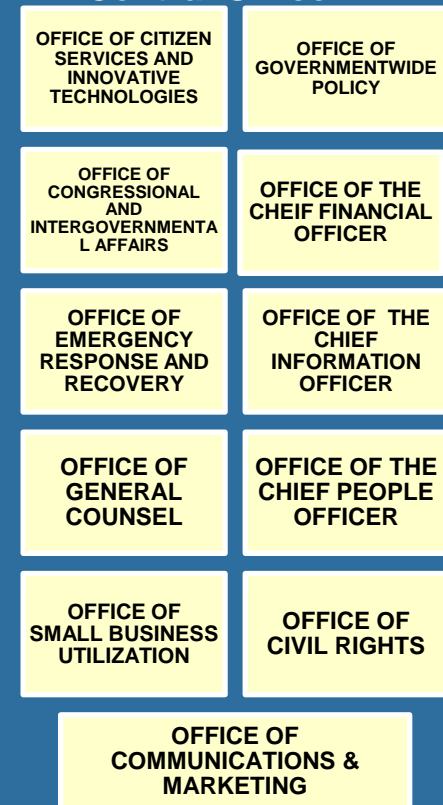 OFFICE OF CITIZEN
SERVICES AND
INNOVATIVE
TECHNOLOGIES
OFFICE OF
GOVERNMENTWIDE
POLICY
OFFICE OF
CONGRESSIONAL
AND
INTERGOVERNMENTA
L AFFAIRS
OFFICE OF THE
CHEIF FINANCIAL
OFFICER
OFFICE OF
EMERGENCY
RESPONSE AND
RECOVERY
OFFICE OF  THE
CHIEF
INFORMATION
OFFICER
OFFICE OF
GENERAL
COUNSEL
OFFICE OF THE
CHIEF PEOPLE
OFFICER
OFFICE OF
SMALL BUSINESS
UTILIZATION
OFFICE OF
CIVIL RIGHTS
OFFICE OF
COMMUNICATIONS &
MARKETING